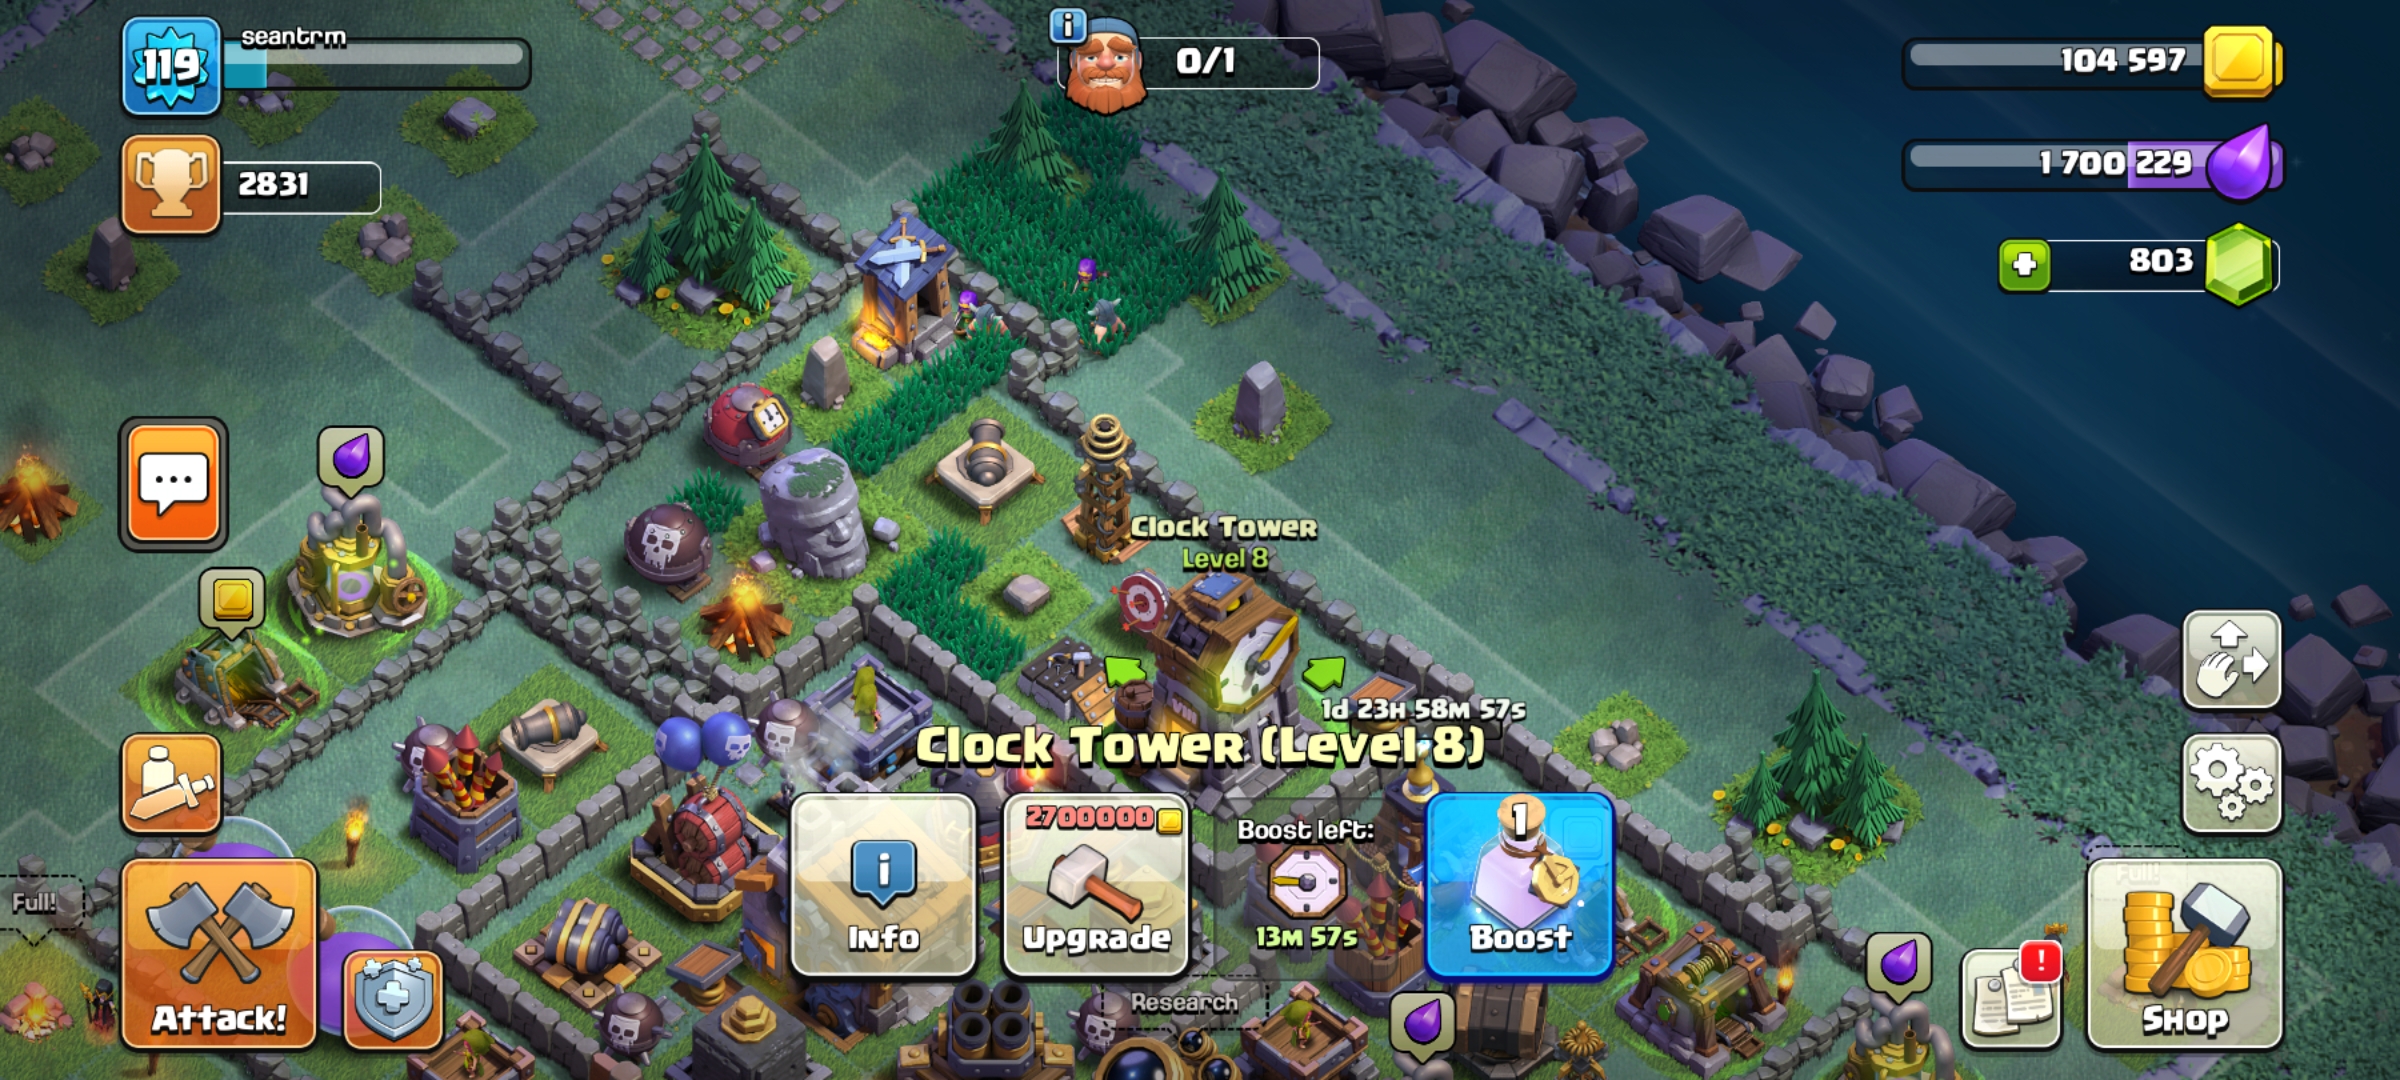 119
seantrm
0/1
104 597
2831
1 700 229
803
Clock Tower
Level 8
1d 23h 58m 57s
Clock Tower (Level 8)
Full!
Info
2700000
Upgrade
Boost left:
13m 57s
1
Boost
Attack!
Research
!
Full!
Shop